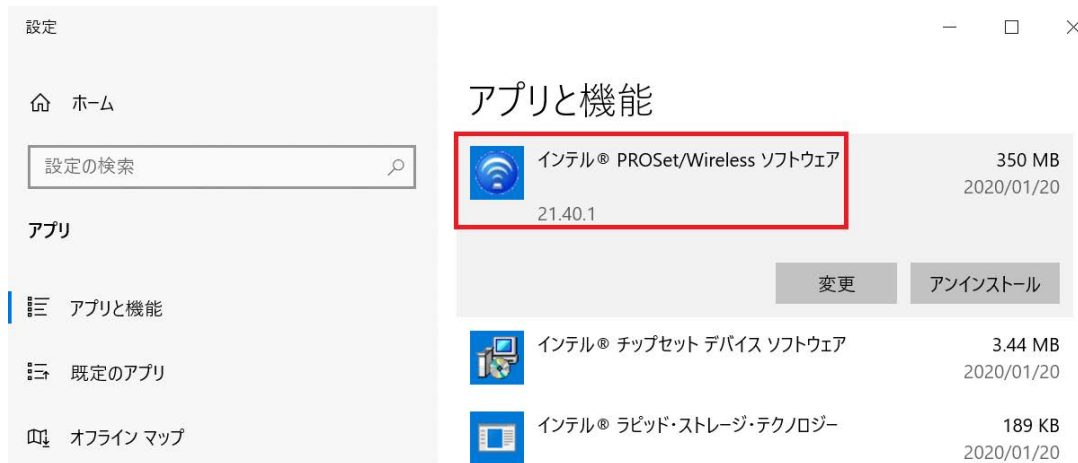 設定
ホーム
設定の検索
アプリ
アプリと機能
既定のアプリ
オフライン マップ
アプリと機能
インテル® PROSet/Wireless ソフトウェア
350 MB
2020/01/20
21.40.1
変更
アンインストール
インテル® チップセット デバイス ソフトウェア
3.44 MB
2020/01/20
インテル® ラピッド・ストレージ・テクノロジー
189 KB
2020/01/20